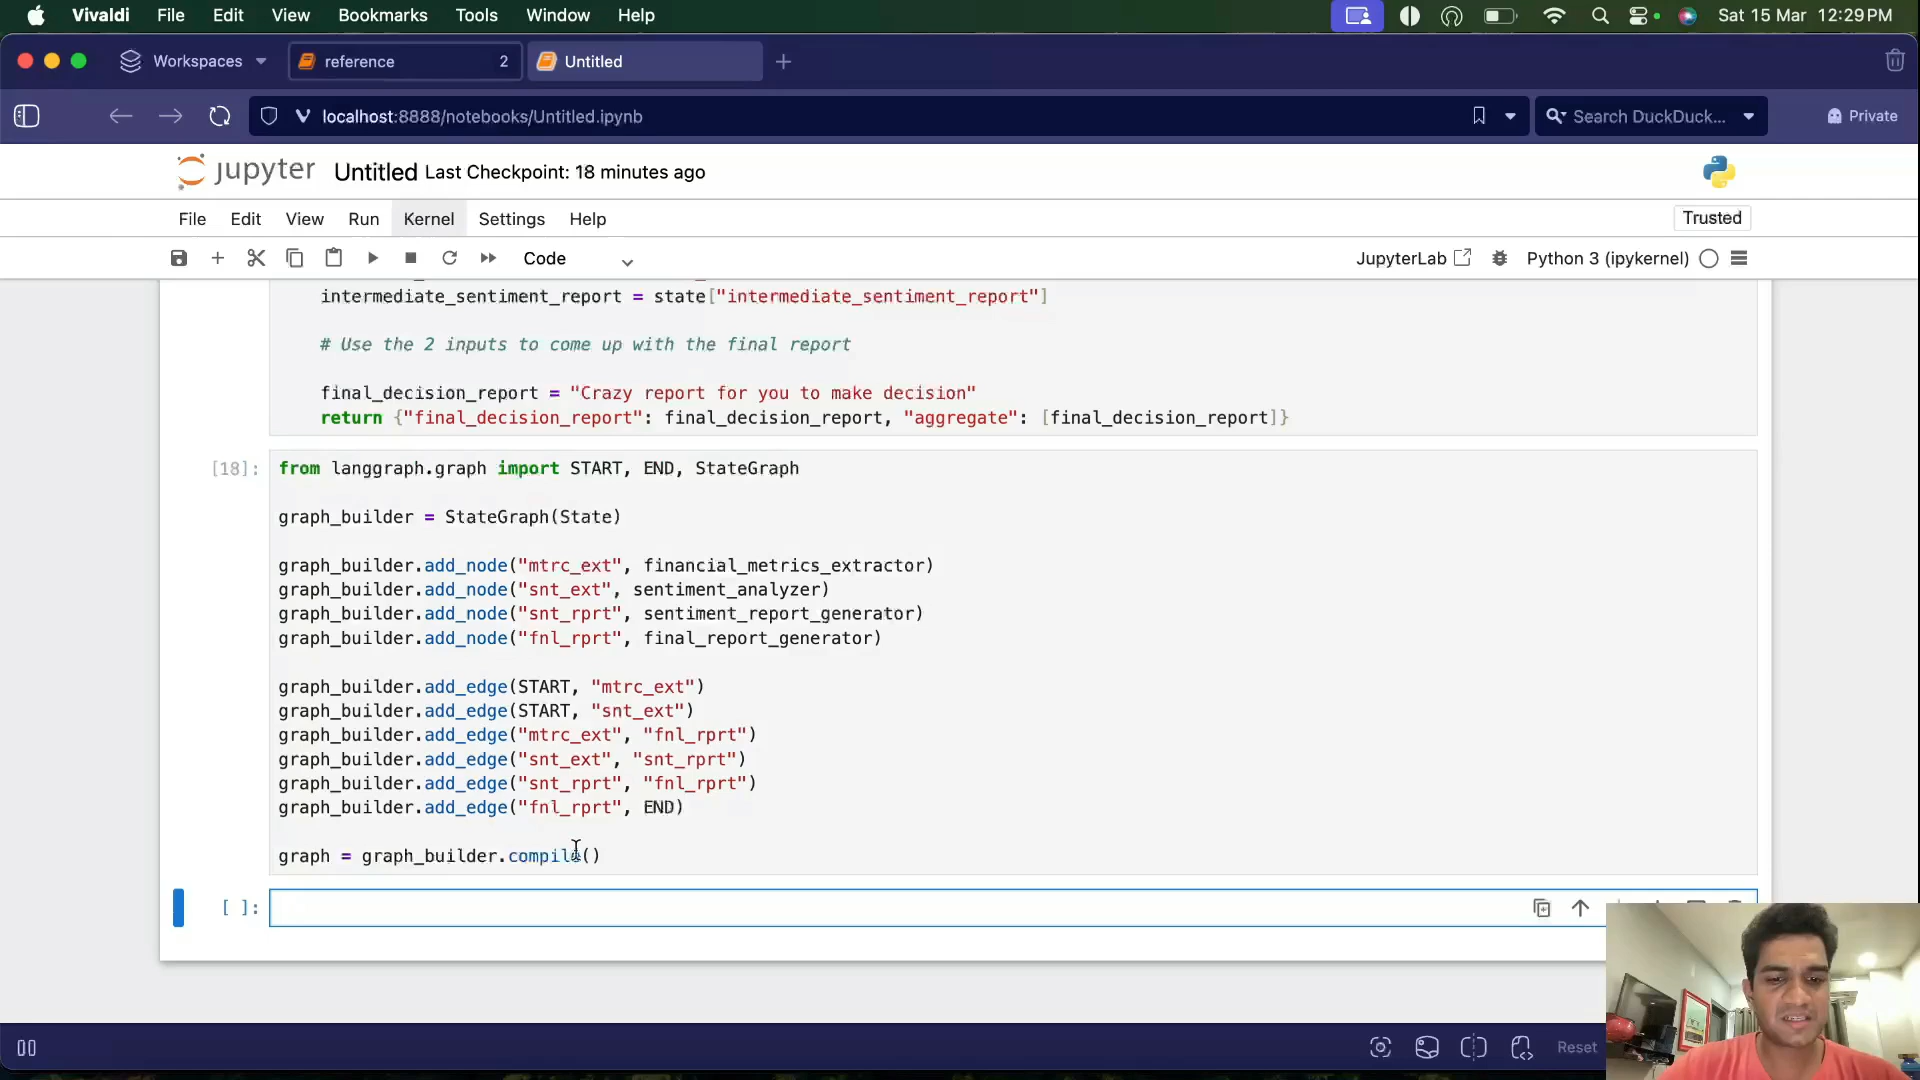 Vivaldi File Edit View Bookmarks Tools Window Help Sat 15 Mar 12:29 PM
Workspaces reference 2 Untitled
localhost:8888/notebooks/Untitled.ipynb Search DuckDuck... Private
jupyter Untitled Last Checkpoint: 18 minutes ago
File Edit View Run Kernel Settings Help Trusted
Code JupyterLab Python 3 (ipykernel)
intermediate_sentiment_report = state["intermediate_sentiment_report"]
# Use the 2 inputs to come up with the final report
final_decision_report = "Crazy report for you to make decision"
return {"final_decision_report": final_decision_report, "aggregate": [final_decision_report]}
[18]: from langgraph.graph import START, END, StateGraph
graph_builder = StateGraph(State)
graph_builder.add_node("mtrc_ext", financial_metrics_extractor)
graph_builder.add_node("snt_ext", sentiment_analyzer)
graph_builder.add_node("snt_rprt", sentiment_report_generator)
graph_builder.add_node("fnl_rprt", final_report_generator)
graph_builder.add_edge(START, "mtrc_ext")
graph_builder.add_edge(START, "snt_ext")
graph_builder.add_edge("mtrc_ext", "fnl_rprt")
graph_builder.add_edge("snt_ext", "snt_rprt")
graph_builder.add_edge("snt_rprt", "fnl_rprt")
graph_builder.add_edge("fnl_rprt", END)
graph = graph_builder.compile()
[ ]:
Reset